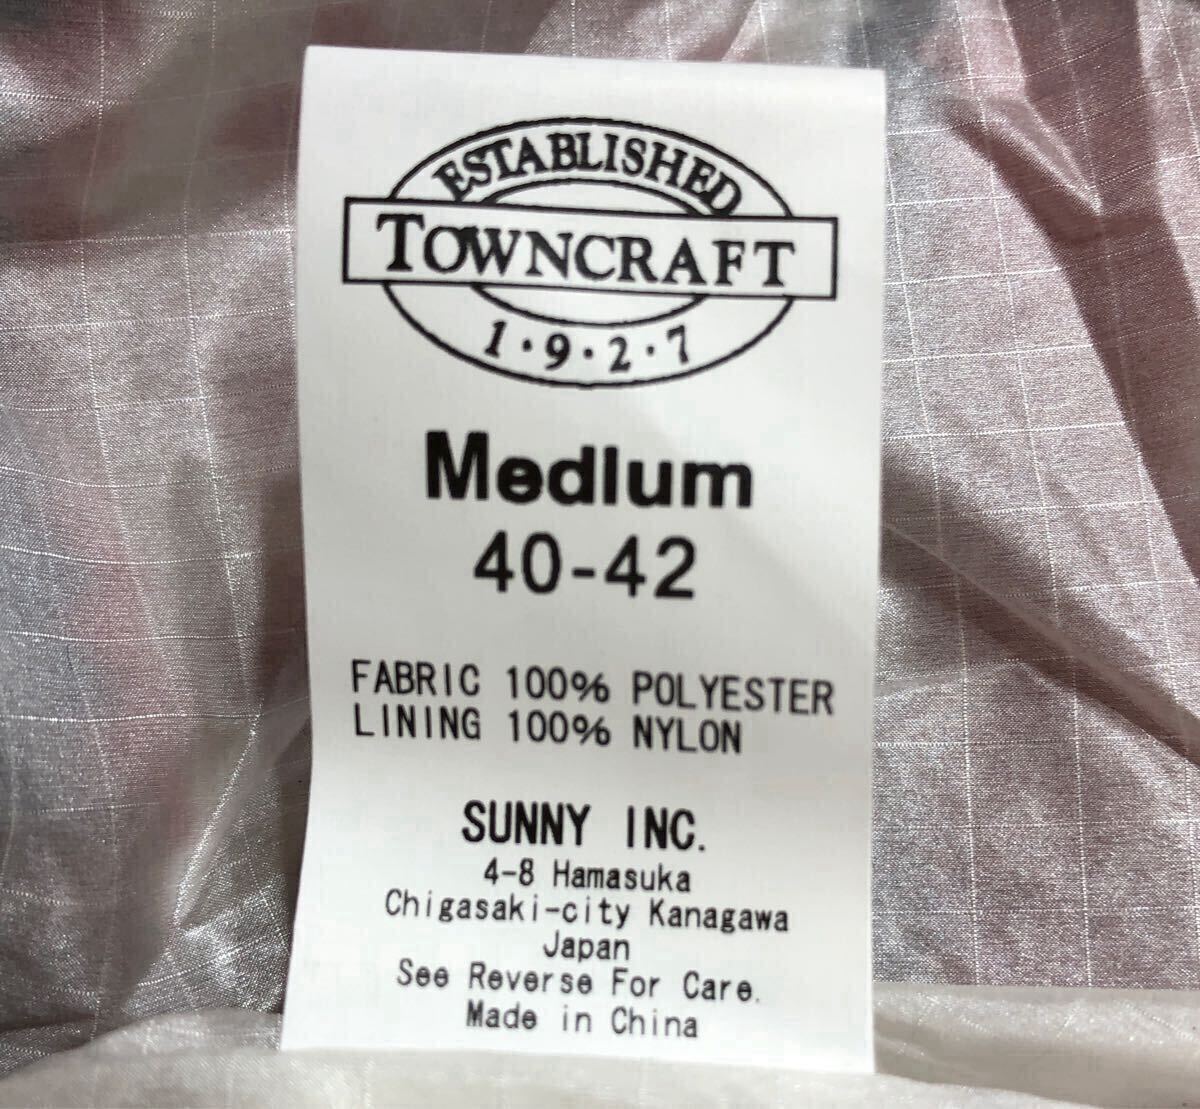 ESTABLISHED
TOWNCRAFT
1·9·2·7
Medium
40-42
FABRIC 100% POLYESTER
LINING 100% NYLON
SUNNY INC.
4-8 Hamasuka
Chigasaki-city Kanagawa
Japan
See Reverse For Care.
Made in China